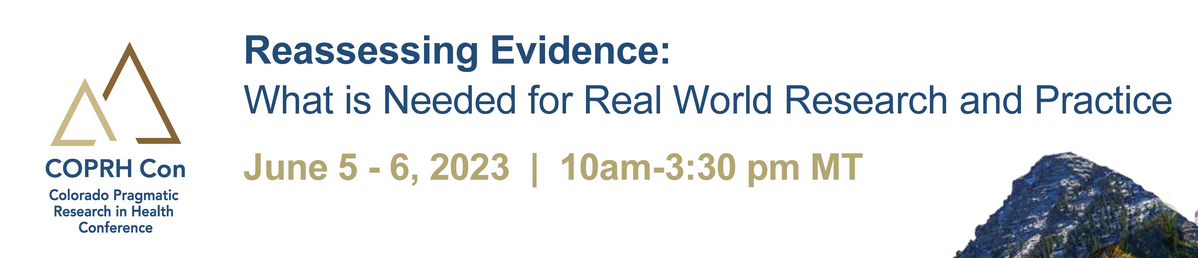 Reassessing Evidence:
What is Needed for Real World Research and Practice
June 5 - 6, 2023 | 10am-3:30 pm MT
COPRH Con
Colorado Pragmatic
Research in Health
Conference